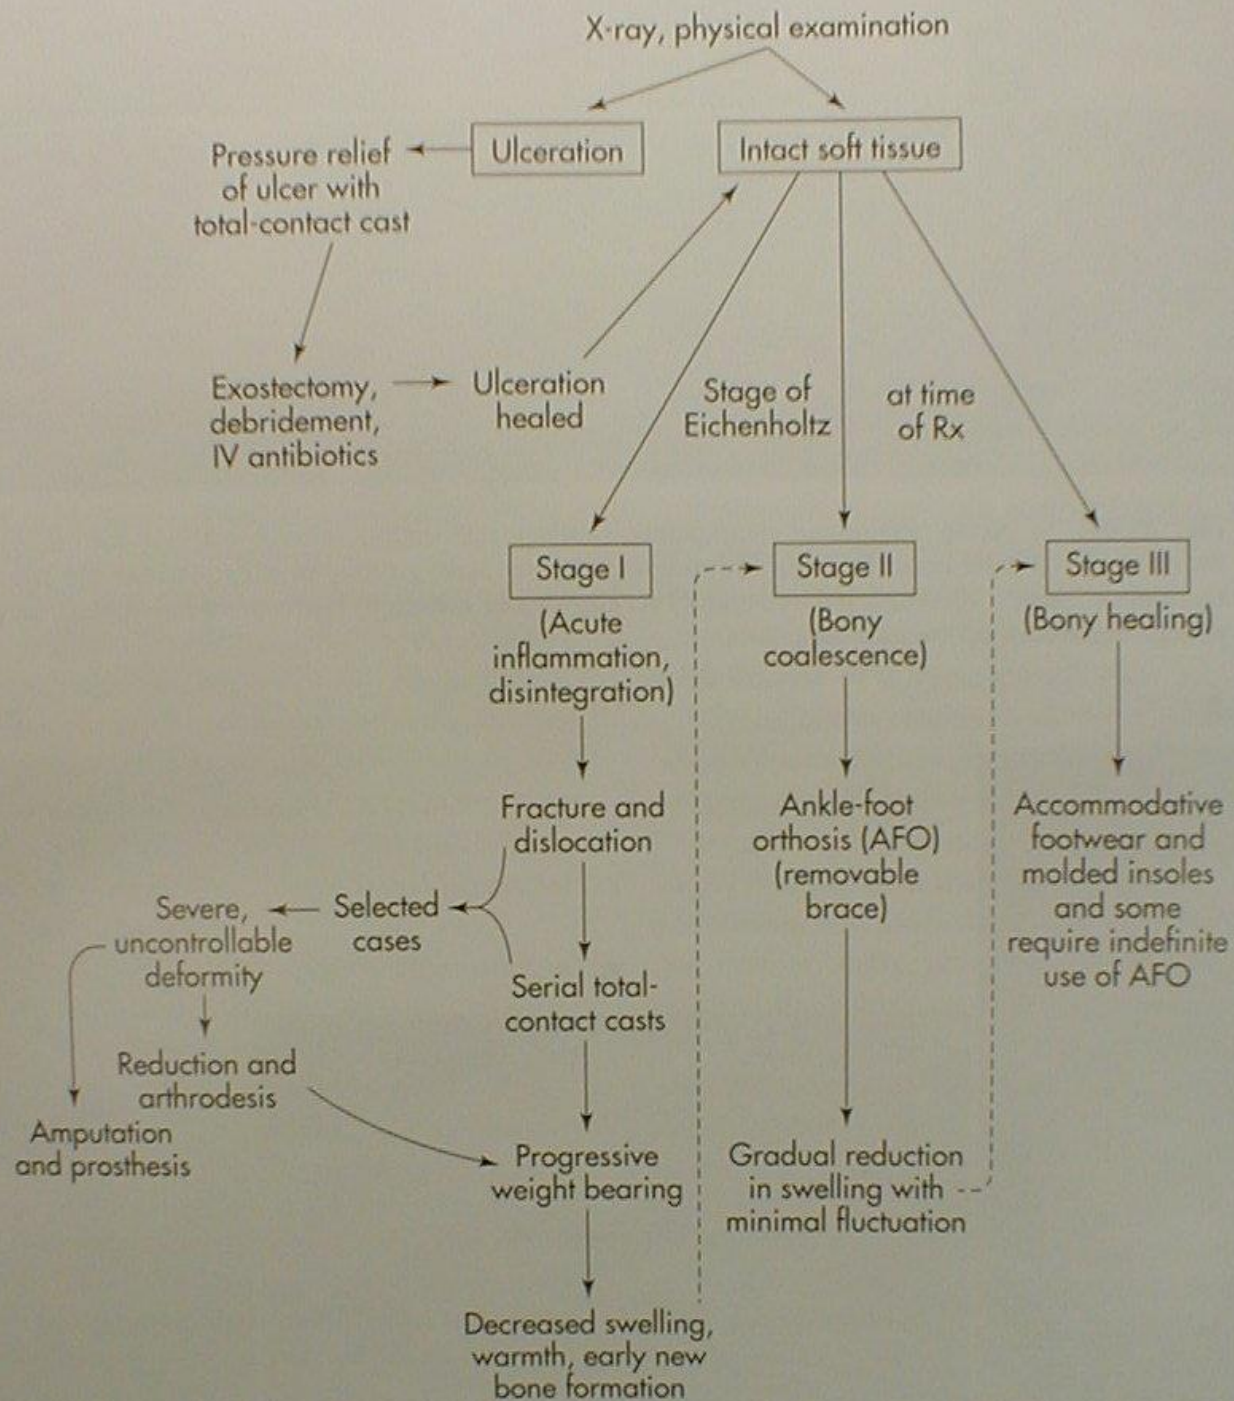 X-ray, physical examination
Ulceration
Intact soft tissue
Pressure relief
of ulcer with
total-contact cast
Exostectomy,
debridement,
IV antibiotics
Ulceration
healed
Stage of
Eichenholtz
at time
of Rx
Stage I
(Acute
inflammation,
disintegration)
Stage II
(Bony
coalescence)
Stage III
(Bony healing)
Fracture and
dislocation
Ankle-foot
orthosis (AFO)
(removable
brace)
Accommodative
footwear and
molded insoles
and some
require indefinite
use of AFO
Selected
cases
Severe,
uncontrollable
deformity
Serial total-
contact casts
Reduction and
arthrodesis
Amputation
and prosthesis
Progressive
weight bearing
Gradual reduction
in swelling with
minimal fluctuation
Decreased swelling,
warmth, early new
bone formation